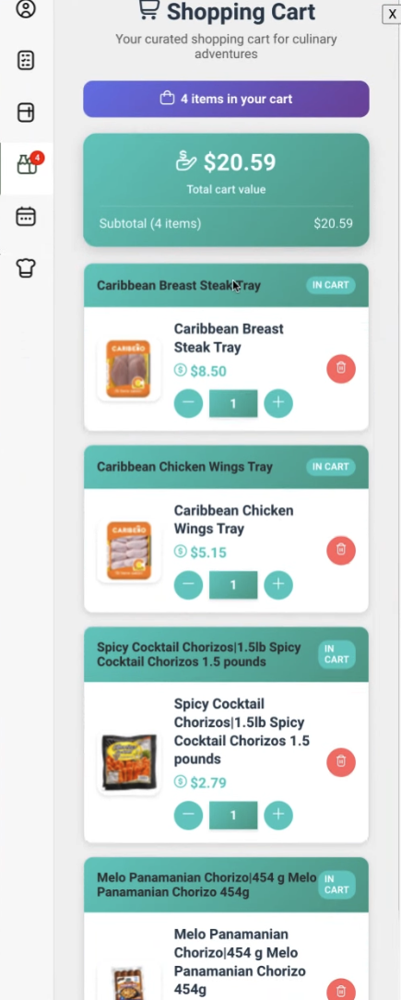 Shopping Cart
X
Your curated shopping cart for culinary
adventures
4 items in your cart
4
$20.59
Total cart value
Subtotal (4 items) $20.59
Caribbean Breast Steak Tray IN CART
Caribbean Breast
Steak Tray
$8.50
1
Caribbean Chicken Wings Tray IN CART
CARIBEÑO
Caribbean Chicken
Wings Tray
$5.15
1
Spicy Cocktail Chorizos|1.5lb Spicy
Cocktail Chorizos 1.5 pounds
IN
CART
Spicy Cocktail
Chorizos|1.5lb Spicy
Cocktail Chorizos 1.5
pounds
$2.79
1
Melo Panamanian Chorizo|454 g Melo
Panamanian Chorizo 454g
IN
CART
Melo Panamanian
Chorizo|454 g Melo
Panamanian Chorizo
454g